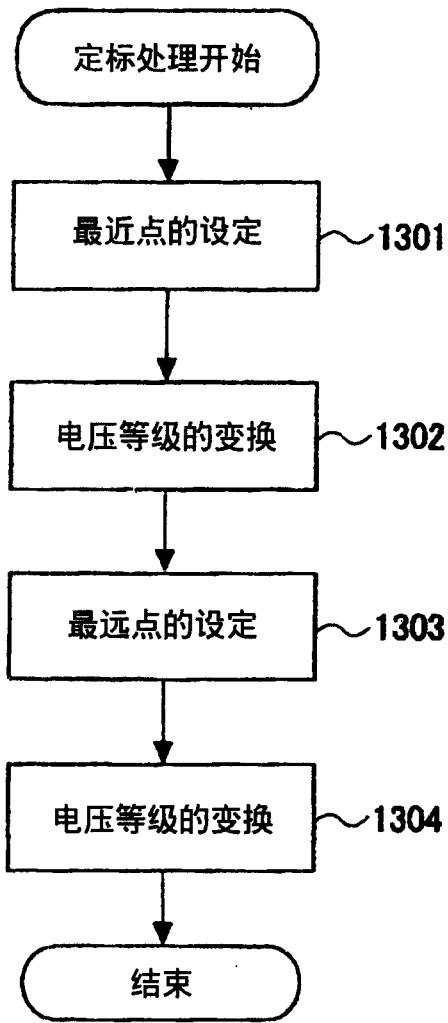 定标处理开始
最近点的设定
1301
电压等级的变换
1302
最远点的设定
1303
电压等级的变换
1304
结束